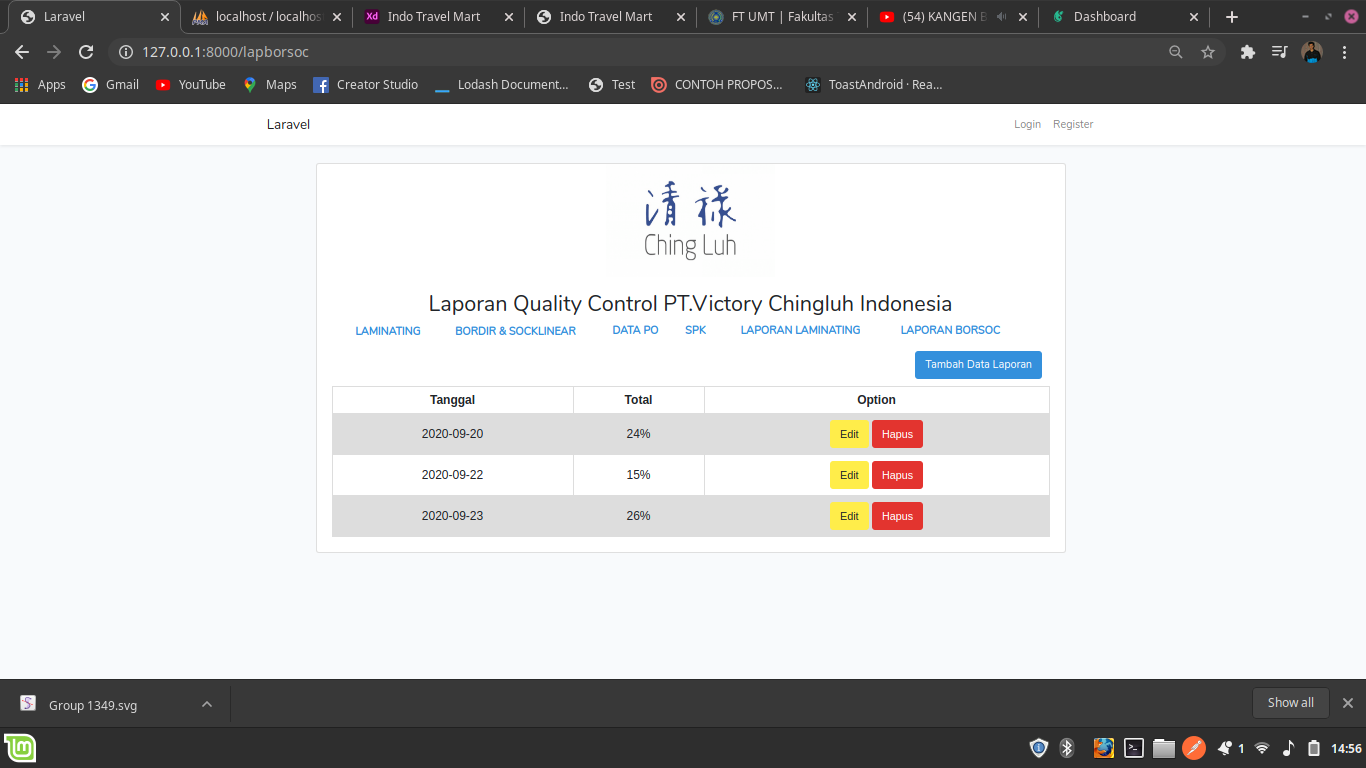 Laravel
localhost / localhos
Indo Travel Mart
Indo Travel Mart
FT UMT | Fakultas
(54) KANGEN B
Dashboard
127.0.0.1:8000/lapborsoc
Apps
Gmail
YouTube
Maps
Creator Studio
Lodash Document...
Test
CONTOH PROPOS...
ToastAndroid · Rea...
Laravel
Login Register
清祿
Ching Luh
Laporan Quality Control PT.Victory Chingluh Indonesia
LAMINATING BORDIR & SOCKLINEAR DATA PO SPK LAPORAN LAMINATING LAPORAN BORSOC
Tambah Data Laporan
Tanggal Total Option
2020-09-20 24% Edit Hapus
2020-09-22 15% Edit Hapus
2020-09-23 26% Edit Hapus
Group 1349.svg
Show all
1
14:56